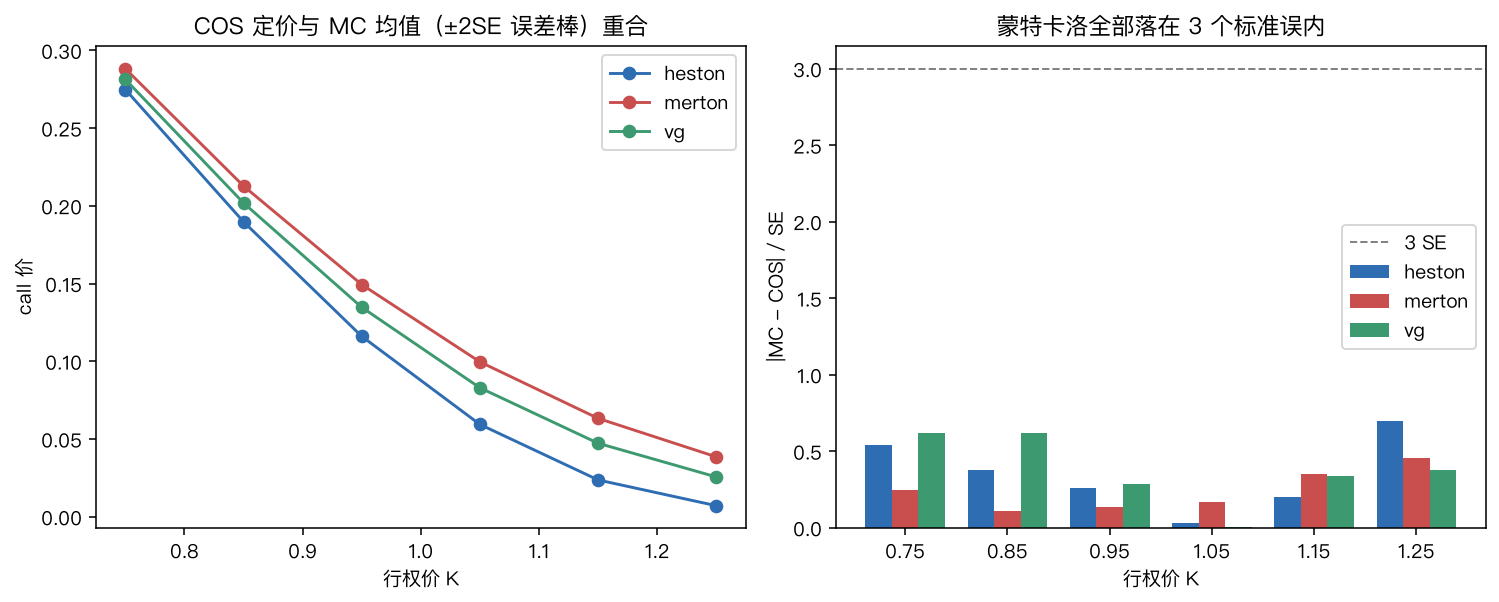 COS 定价与 MC 均值（±2SE 误差棒）重合
0.30
0.25
0.20
0.15
0.10
0.05
0.00
call 价
0.8
0.9
1.0
1.1
1.2
行权价 K
heston
merton
vg
蒙特卡洛全部落在 3 个标准误内
3.0
2.5
2.0
1.5
1.0
0.5
0.0
|MC − COS| / SE
0.75
0.85
0.95
1.05
1.15
1.25
行权价 K
3 SE
heston
merton
vg